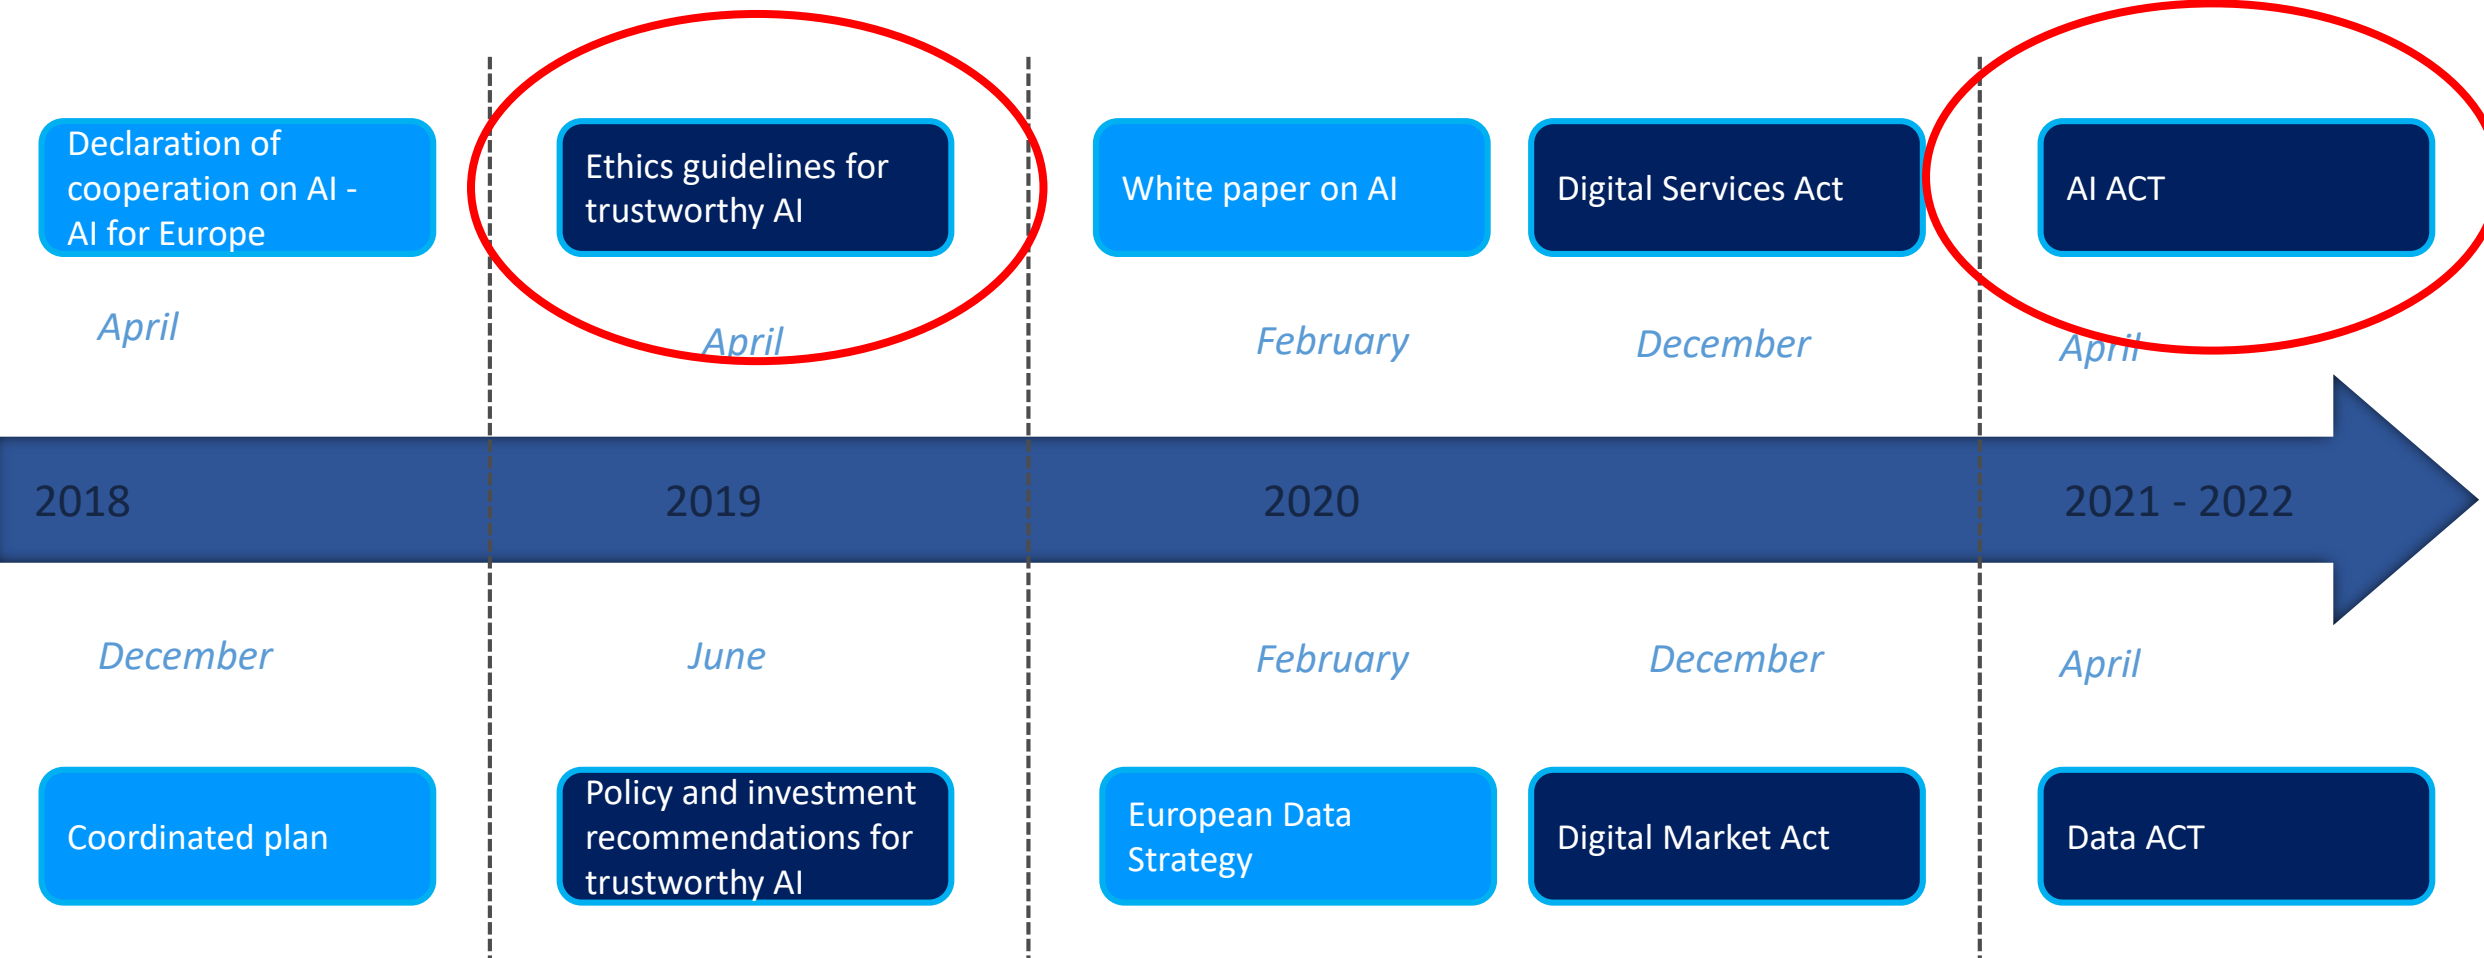 Declaration of
cooperation on AI -
AI for Europe
Ethics guidelines for
trustworthy AI
White paper on AI
Digital Services Act
AI ACT
April
April
February
December
April
2018
2019
2020
2021 - 2022
December
June
February
December
April
Coordinated plan
Policy and investment
recommendations for
trustworthy AI
European Data
Strategy
Digital Market Act
Data ACT